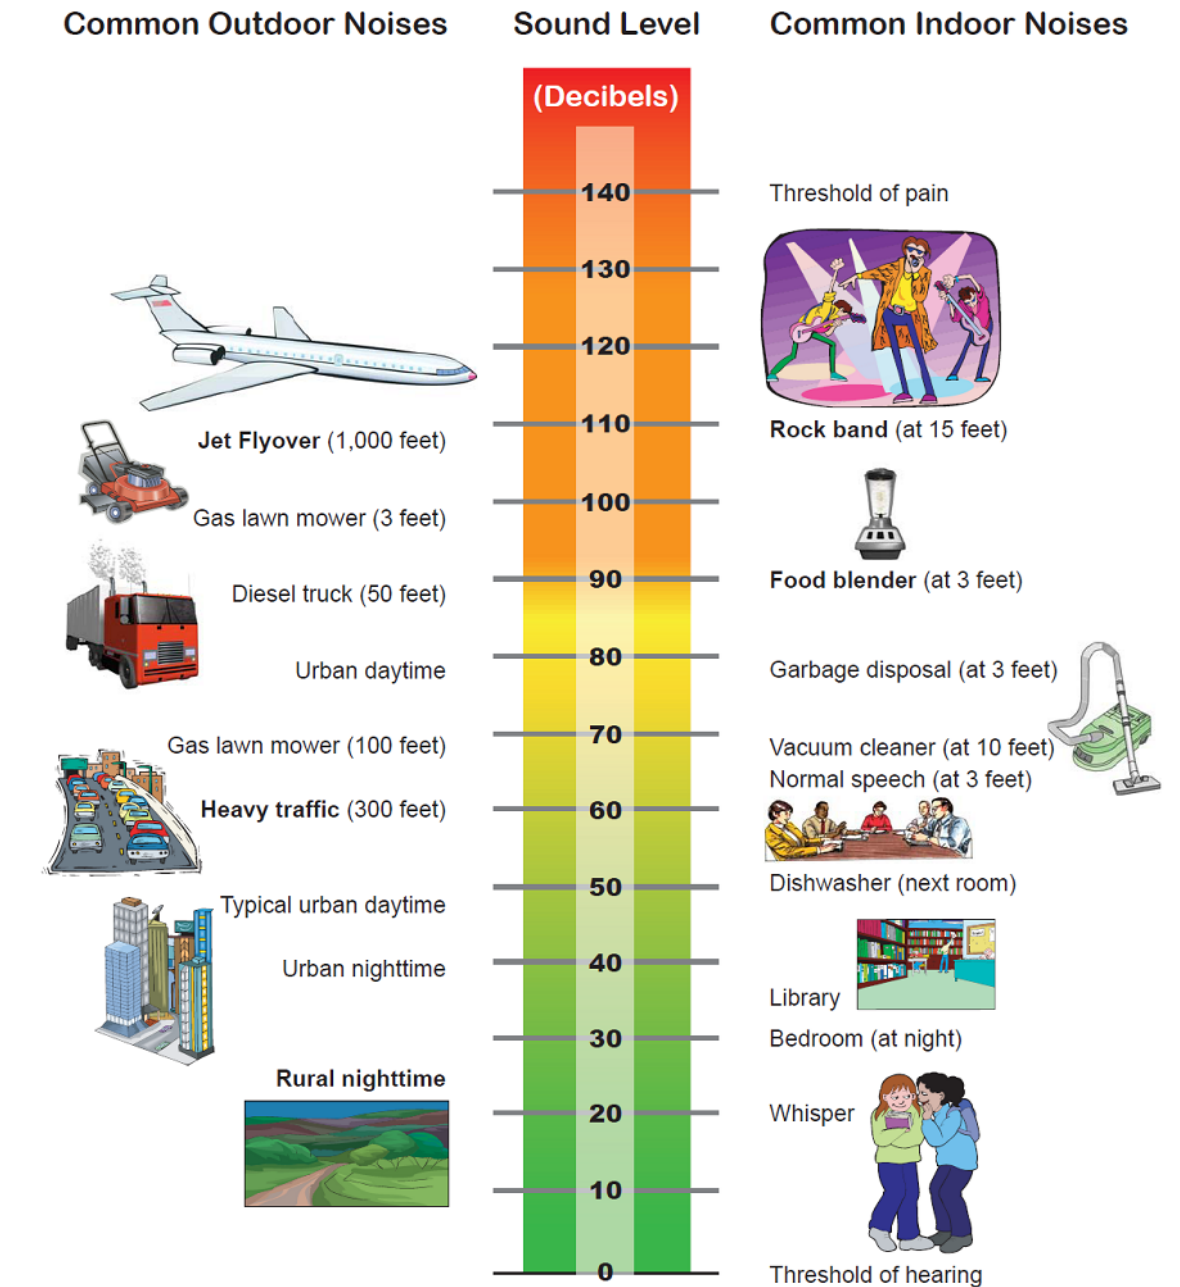 Common Outdoor Noises
Sound Level
Common Indoor Noises
(Decibels)
140
Threshold of pain
130
120
110
Rock band (at 15 feet)
Jet Flyover (1,000 feet)
100
Gas lawn mower (3 feet)
90
Food blender (at 3 feet)
Diesel truck (50 feet)
80
Urban daytime
Garbage disposal (at 3 feet)
70
Gas lawn mower (100 feet)
Vacuum cleaner (at 10 feet)
Normal speech (at 3 feet)
60
Heavy traffic (300 feet)
50
Dishwasher (next room)
Typical urban daytime
40
Urban nighttime
Library
30
Bedroom (at night)
Rural nighttime
20
Whisper
10
0
Threshold of hearing